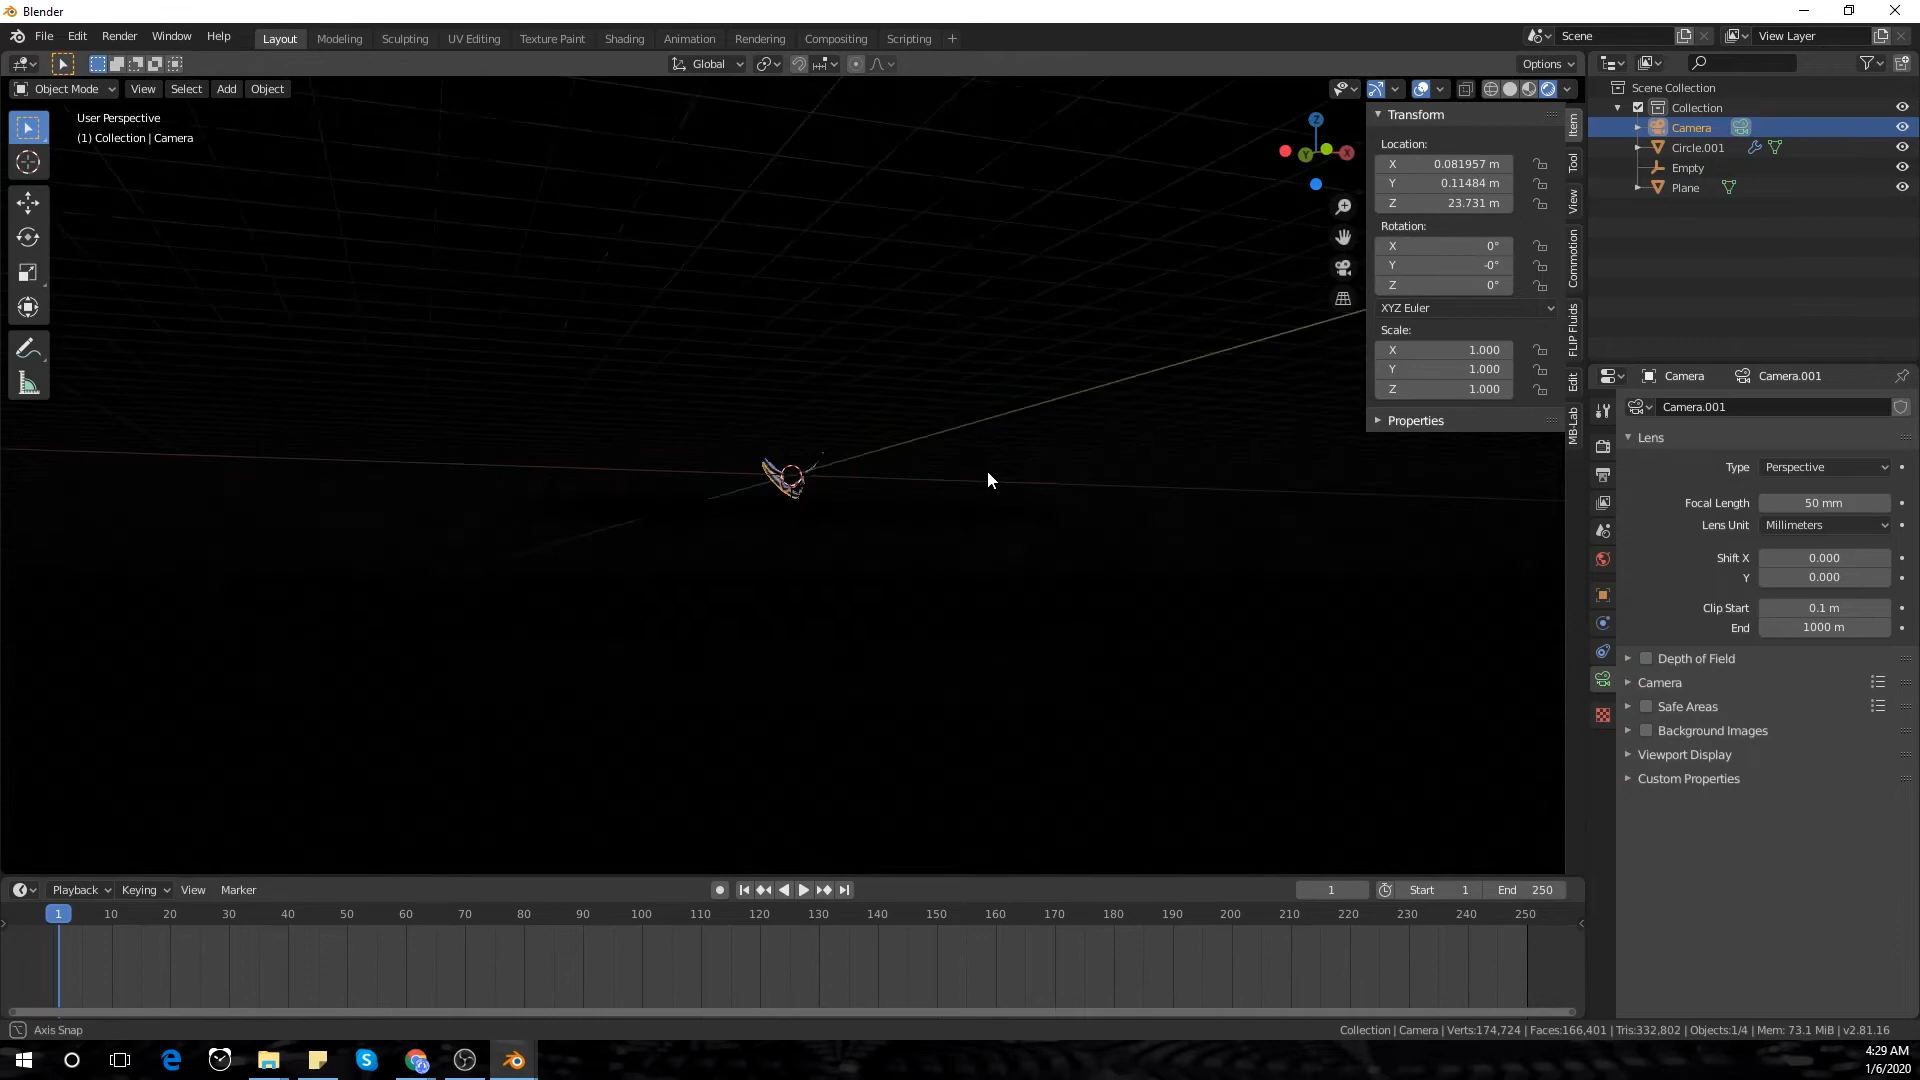 Blender
File Edit Render Window Help Layout Modeling Sculpting UV Editing Texture Paint Shading Animation Rendering Compositing Scripting + Scene View Layer
Global Options
Object Mode View Select Add Object
User Perspective
(1) Collection | Camera
Z
Y X
Transform
Location:
X 0.081957 m
Y 0.11484 m
Z 23.731 m
Rotation:
X 0°
Y -0°
Z 0°
XYZ Euler
Scale:
X 1.000
Y 1.000
Z 1.000
Properties
Item
Tool
View
Commotion
FLIP Fluids
Edit
MB-Lab
Scene Collection
Collection
Camera
Circle.001
Empty
Plane
Camera Camera.001
Camera.001
Lens
Type Perspective
Focal Length 50 mm
Lens Unit Millimeters
Shift X 0.000
Y 0.000
Clip Start 0.1 m
End 1000 m
Depth of Field
Camera
Safe Areas
Background Images
Viewport Display
Custom Properties
Playback Keying View Marker 1 Start 1 End 250
1 10 20 30 40 50 60 70 80 90 100 110 120 130 140 150 160 170 180 190 200 210 220 230 240 250
Axis Snap Collection | Camera | Verts:174,724 | Faces:166,401 | Tris:332,802 | Objects:1/4 | Mem: 73.1 MiB | v2.81.16
4:29 AM
1/6/2020